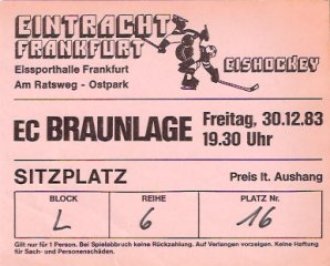 EINTRACHT
FRANKFURT
Eissporthalle Frankfurt
Am Ratsweg - Ostpark
EISHOCKEY
EC BRAUNLAGE
Freitag, 30.12.83
19.30 Uhr
SITZPLATZ
Preis lt. Aushang
BLOCK
REIHE
PLATZ Nr.
L
6
16
Gilt nur für 1 Person. Bei Spielabbruch keine Rückzahlung. Auf Verlangen vorzeigen. Keine Haftung
für Sach- und Personenschäden.